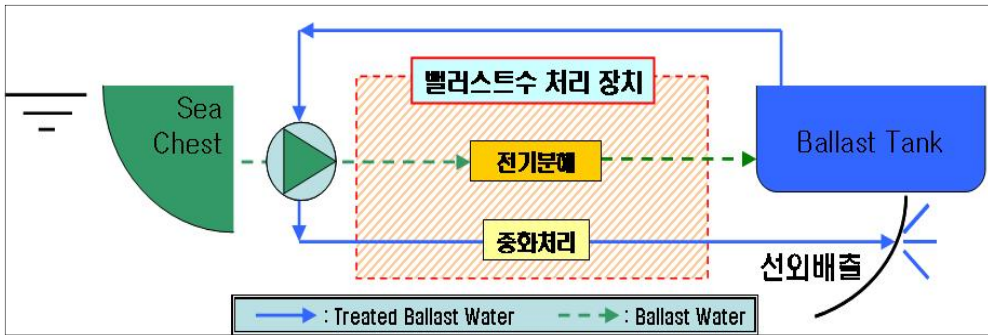 밸러스트수 처리 장치
Sea
Chest
전기분해
Ballast Tank
중화처리
선외배출
: Treated Ballast Water
: Ballast Water